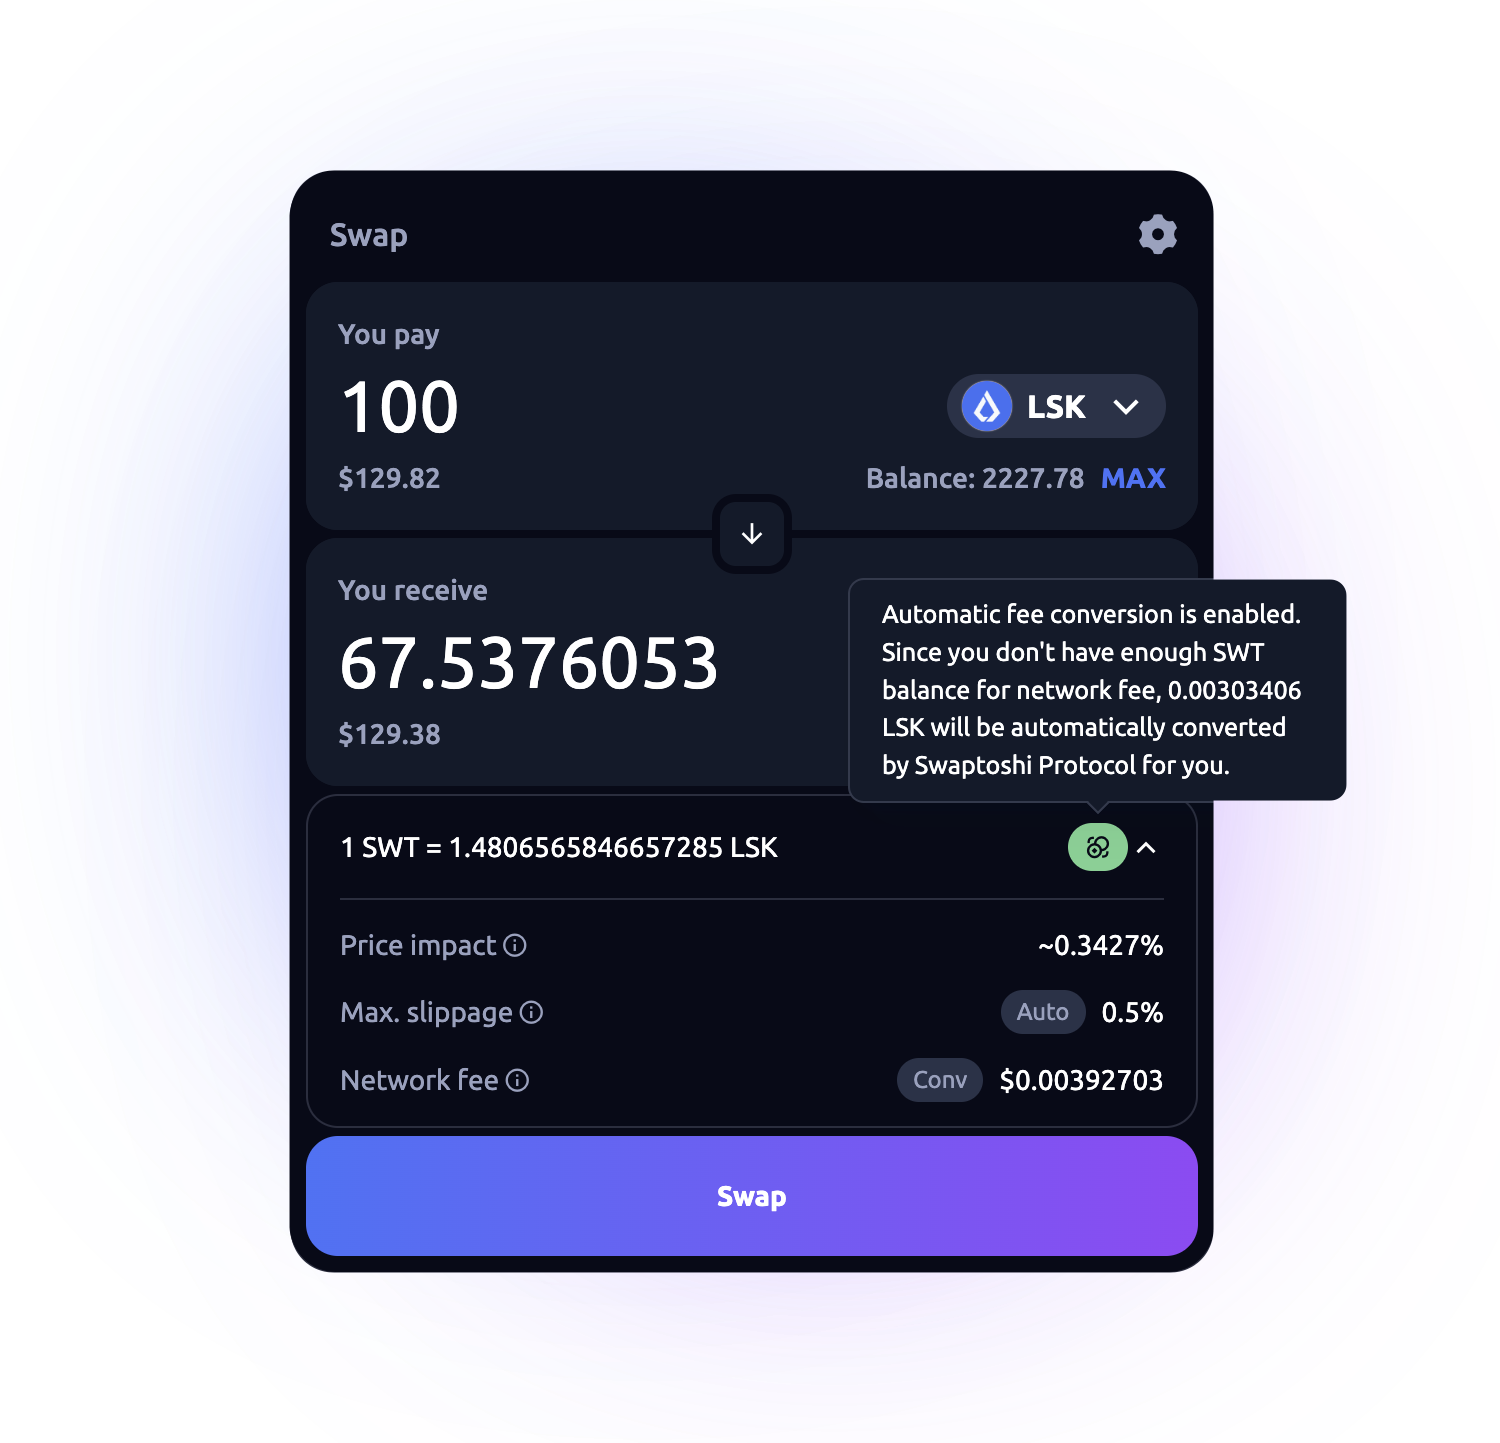 Swap
You pay
100
LSK
$129.82
Balance: 2227.78 MAX
You receive
67.5376053
$129.38
Automatic fee conversion is enabled.
Since you don't have enough SWT
balance for network fee, 0.00303406
LSK will be automatically converted
by Swaptoshi Protocol for you.
1 SWT = 1.4806565846657285 LSK
Price impact
~0.3427%
Max. slippage
Auto 0.5%
Network fee
Conv $0.00392703
Swap